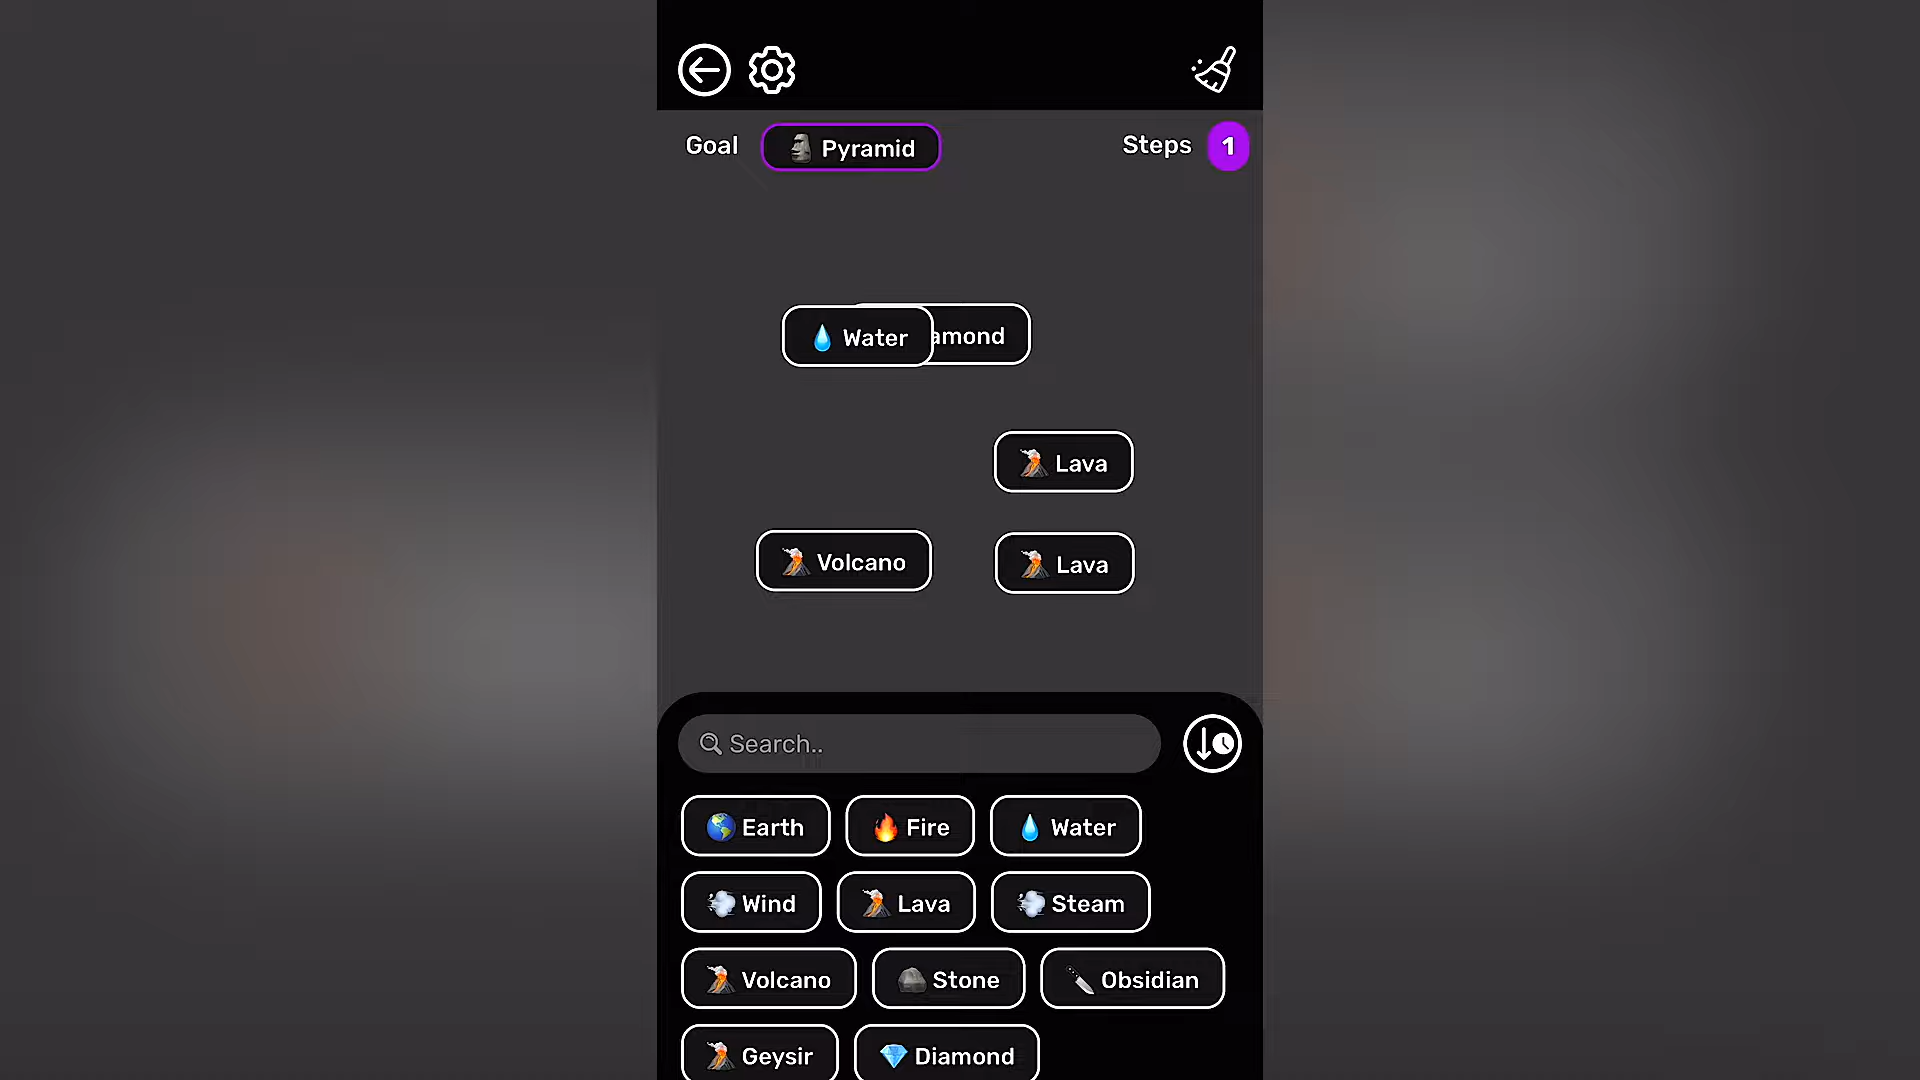 Goal Pyramid Steps 1
Water amond
Lava
Volcano Lava
Search..
Earth Fire Water
Wind Lava Steam
Volcano Stone Obsidian
Geysir Diamond